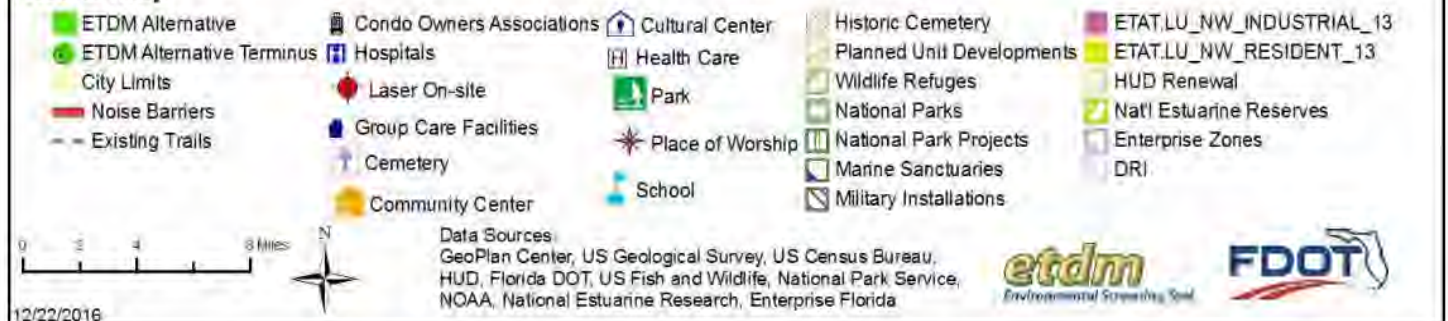 ETDM Alternative
ETDM Alternative Terminus
City Limits
Noise Barriers
Existing Trails
Condo Owners Associations
Hospitals
Laser On-site
Group Care Facilities
Cemetery
Community Center
Cultural Center
Health Care
Park
Place of Worship
School
Historic Cemetery
Planned Unit Developments
Wildlife Refuges
National Parks
National Park Projects
Marine Sanctuaries
Military Installations
ETAT.LU_NW_INDUSTRIAL_13
ETAT.LU_NW_RESIDENT_13
HUD Renewal
Nat'l Estuarine Reserves
Enterprise Zones
DRI
0 2 4 8 Miles
N
Data Sources:
GeoPlan Center, US Geological Survey, US Census Bureau,
HUD, Florida DOT, US Fish and Wildlife, National Park Service,
NOAA, National Estuarine Research, Enterprise Florida
etdm
Environmental Screening Tool
FDOT
12/22/2016